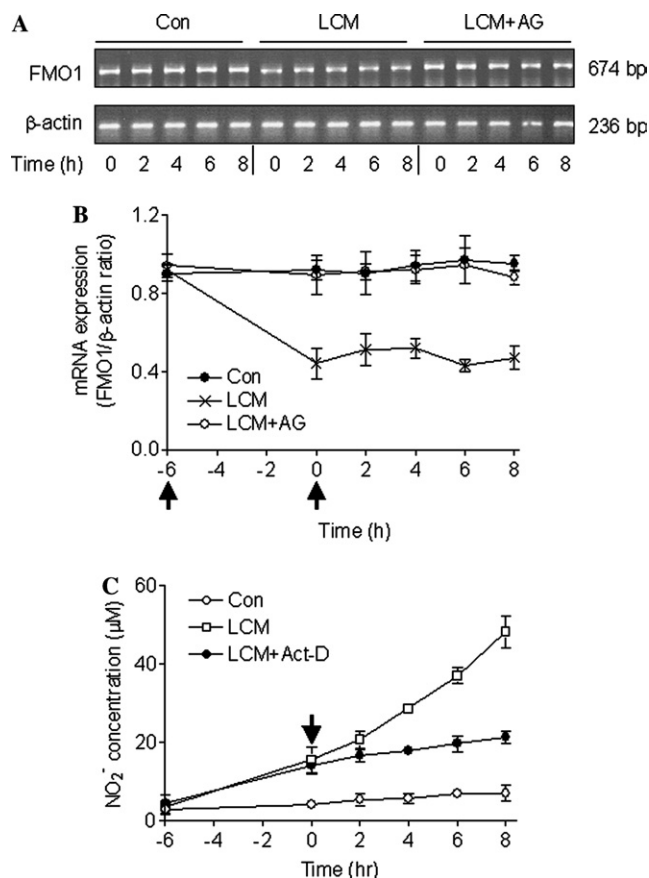 A
Con LCM LCM+AG
FMO1 674 bp
β-actin 236 bp
Time (h) 0 2 4 6 8 0 2 4 6 8 0 2 4 6 8
B
mRNA expression
(FMO1/β-actin ratio)
1.2
0.8
0.4
0.0
Con
LCM
LCM+AG
-6 -4 -2 0 2 4 6 8
Time (h)
C
NO₂⁻ concentration (µM)
60
40
20
0
Con
LCM
LCM+Act-D
-6 -4 -2 0 2 4 6 8
Time (hr)